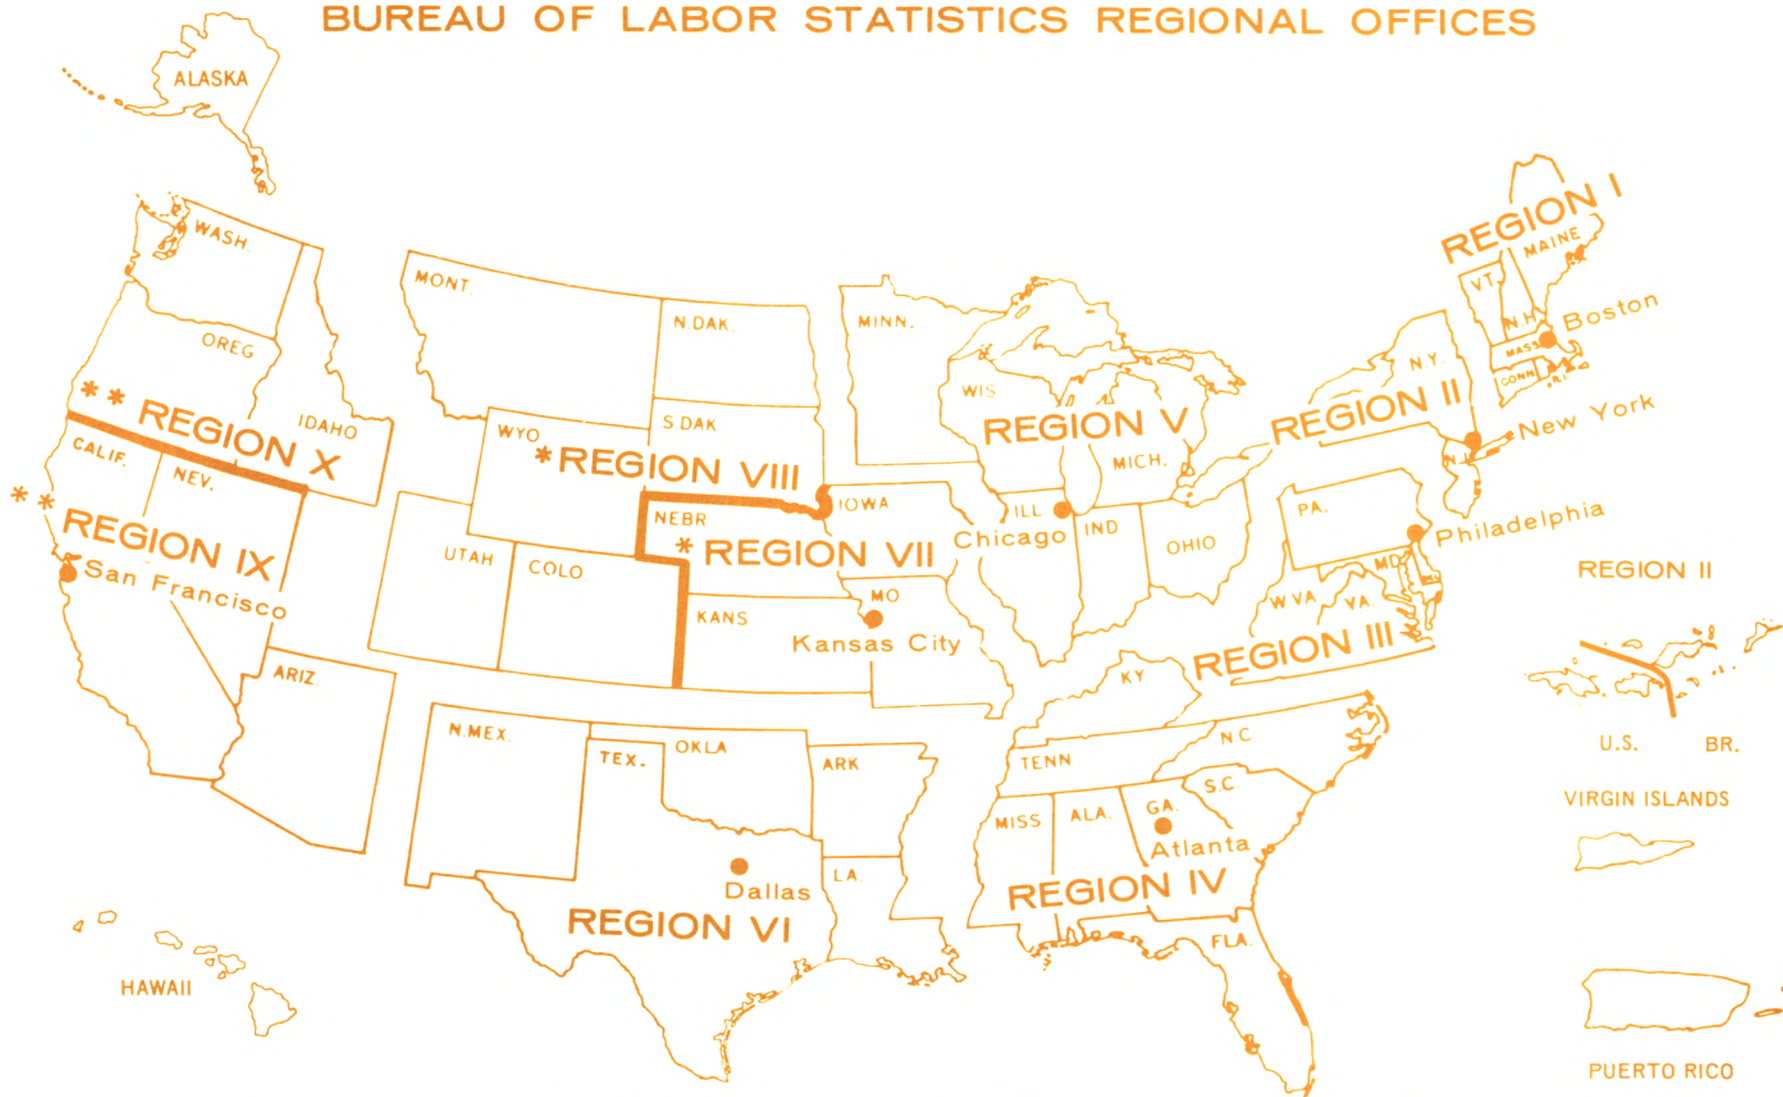 BUREAU OF LABOR STATISTICS REGIONAL OFFICES
ALASKA
REGION I
MAINE
VT.
N.H.
Boston
MASS
CONN
R.I.
WASH.
MONT.
N.DAK.
MINN.
OREG
N.Y.
** REGION X
IDAHO
WYO
S.DAK
*REGION VIII
WIS
REGION V
MICH.
REGION II
New York
N.J.
CALIF.
NEV.
** REGION IX
San Francisco
UTAH
COLO
NEBR
* REGION VII
IOWA
ILL
Chicago
IND
OHIO
PA.
Philadelphia
MD
W VA.
VA.
REGION III
REGION II
KANS
MO
Kansas City
KY
ARIZ.
N.MEX.
TEX.
OKLA
ARK
TENN
N C
S.C.
MISS
ALA.
GA.
Atlanta
U.S.
BR.
VIRGIN ISLANDS
LA.
Dallas
REGION VI
REGION IV
FLA.
HAWAII
PUERTO RICO